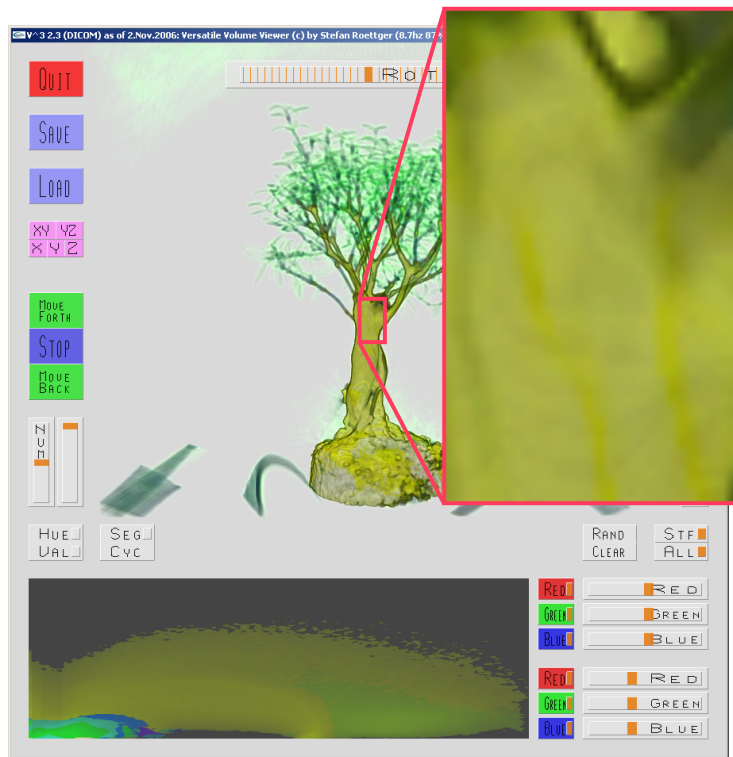 V^3 2.3 (DICOM) as of 2.Nov.2006: Versatile Volume Viewer (c) by Stefan Roettger (8.7hz 87%
QUIT
ROT
SAVE
LOAD
XY YZ
X Y Z
MOVE
FORTH
STOP
MOVE
BACK
NUM
HUE SEG RAND STF
VAL CYC CLEAR ALL
RED RED
GREEN GREEN
BLUE BLUE
RED RED
GREEN GREEN
BLUE BLUE